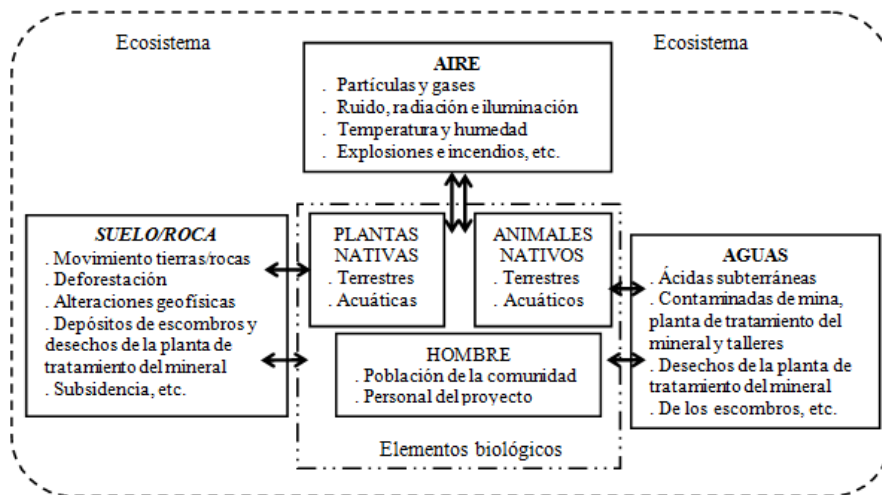 Ecosistema
Ecosistema
AIRE
. Partículas y gases
. Ruido, radiación e iluminación
. Temperatura y humedad
. Explosiones e incendios, etc.
SUELO/ROCA
. Movimiento tierras/rocas
. Deforestación
. Alteraciones geofísicas
. Depósitos de escombros y
desechos de la planta de
tratamiento del mineral
. Subsidencia, etc.
PLANTAS
NATIVAS
. Terrestres
. Acuáticas
ANIMALES
NATIVOS
. Terrestres
. Acuáticos
HOMBRE
. Población de la comunidad
. Personal del proyecto
Elementos biológicos
AGUAS
. Ácidas subterráneas
. Contaminadas de mina,
planta de tratamiento del
mineral y talleres
. Desechos de la planta de
tratamiento del mineral
. De los escombros, etc.